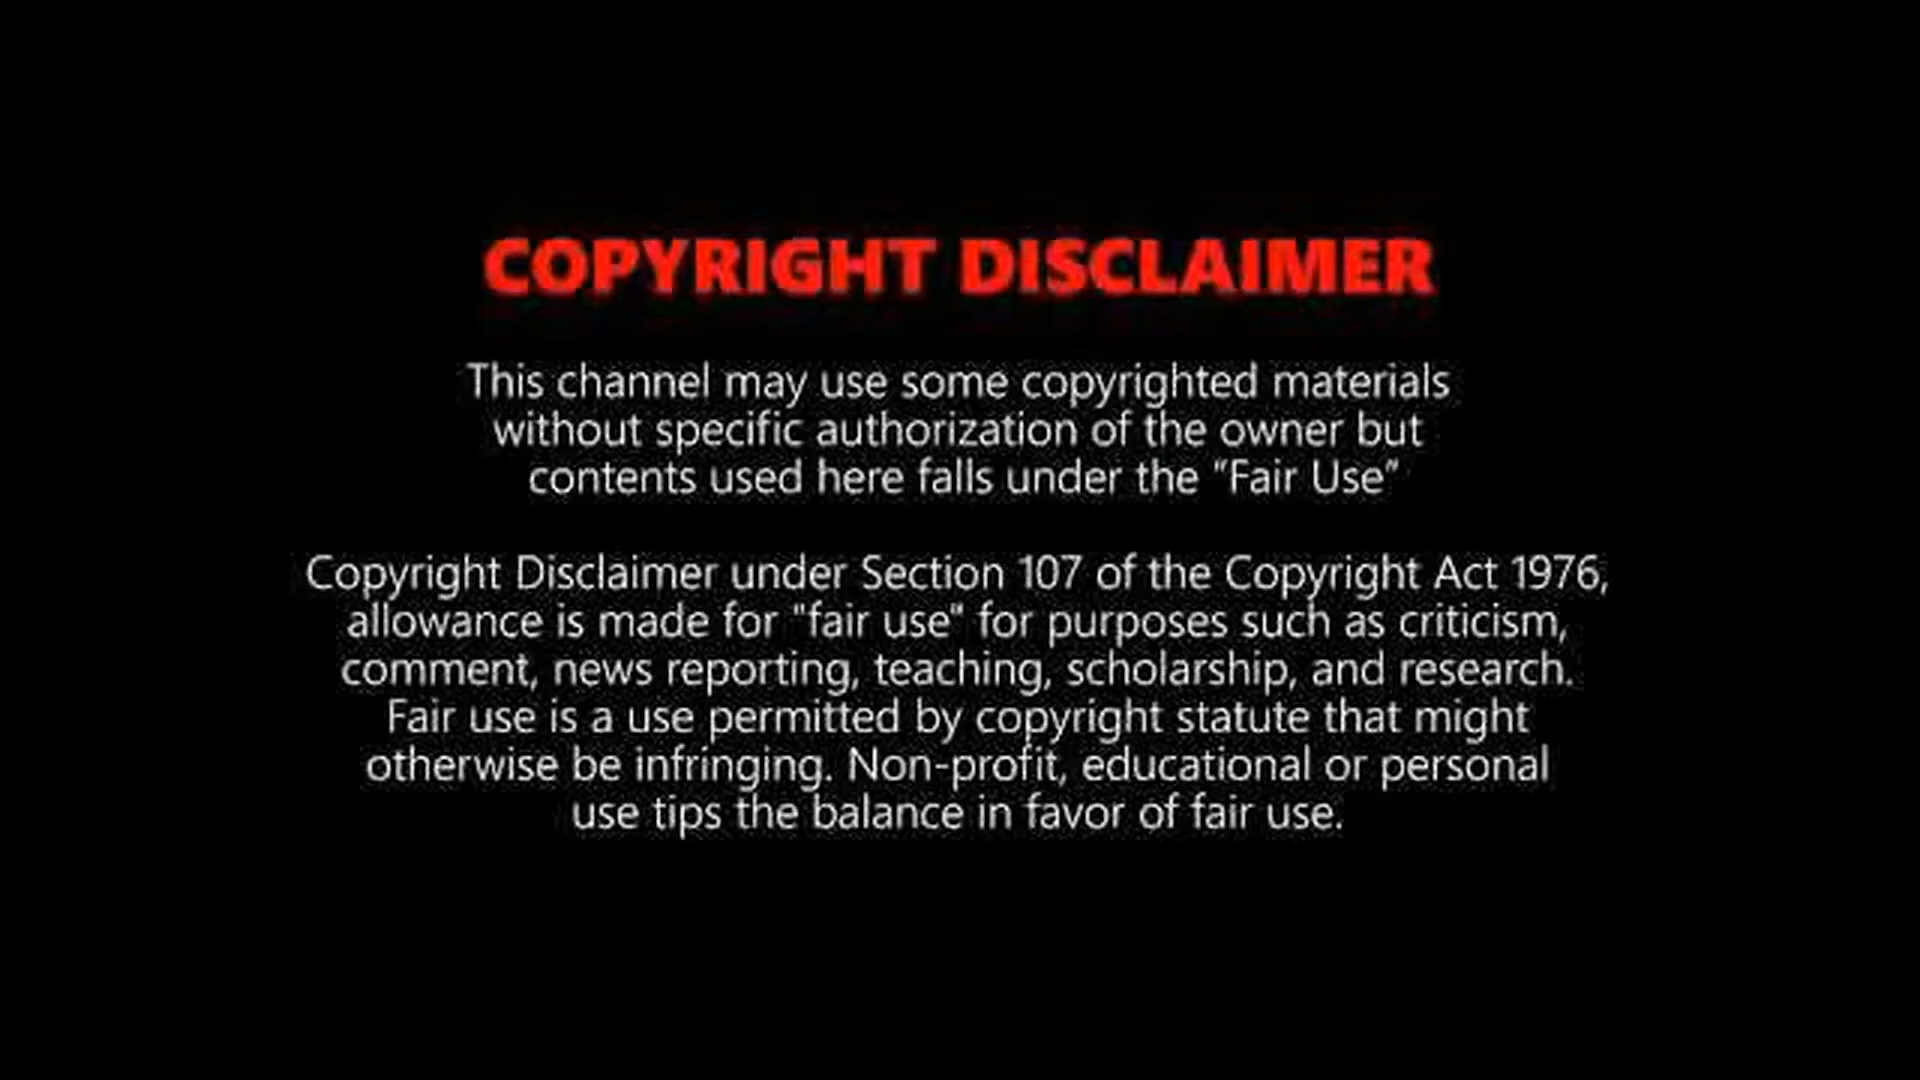 COPYRIGHT DISCLAIMER
This channel may use some copyrighted materials
without specific authorization of the owner but
contents used here falls under the "Fair Use"
Copyright Disclaimer under Section 107 of the Copyright Act 1976,
allowance is made for "fair use" for purposes such as criticism,
comment, news reporting, teaching, scholarship, and research.
Fair use is a use permitted by copyright statute that might
otherwise be infringing. Non-profit, educational or personal
use tips the balance in favor of fair use.